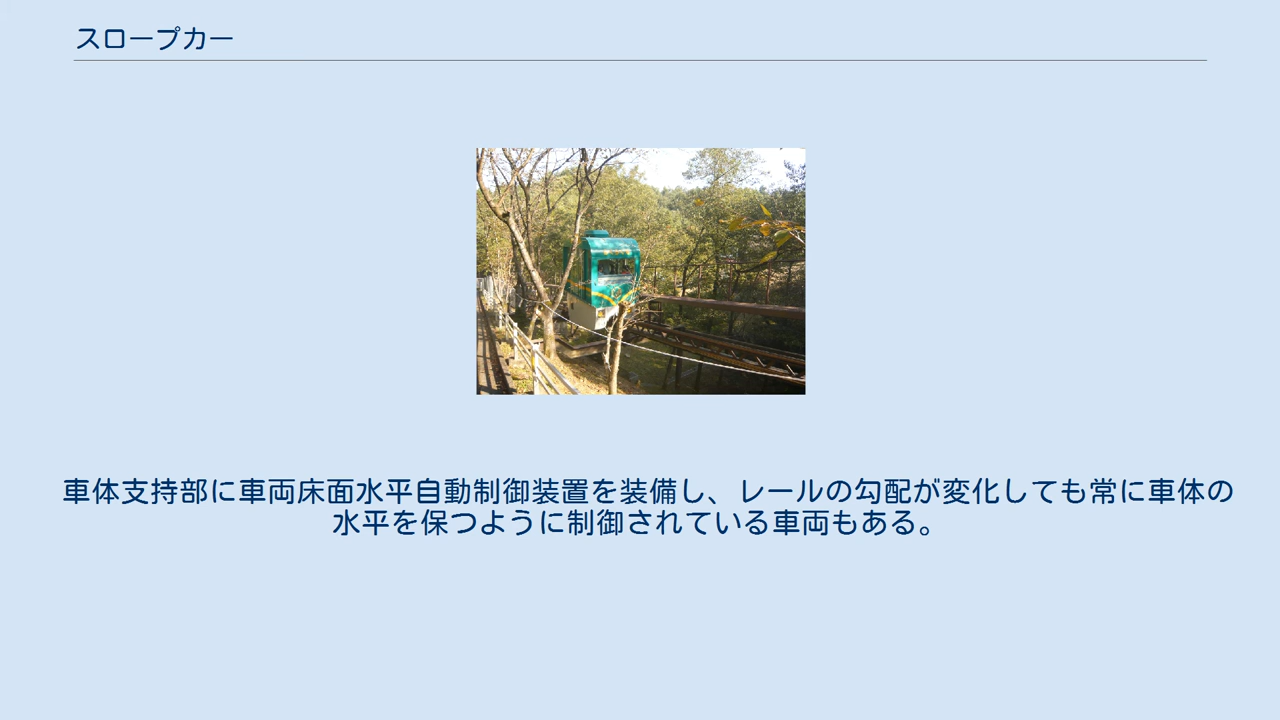 スロープカー
車体支持部に車両床面水平自動制御装置を装備し、レールの勾配が変化しても常に車体の
水平を保つように制御されている車両もある。